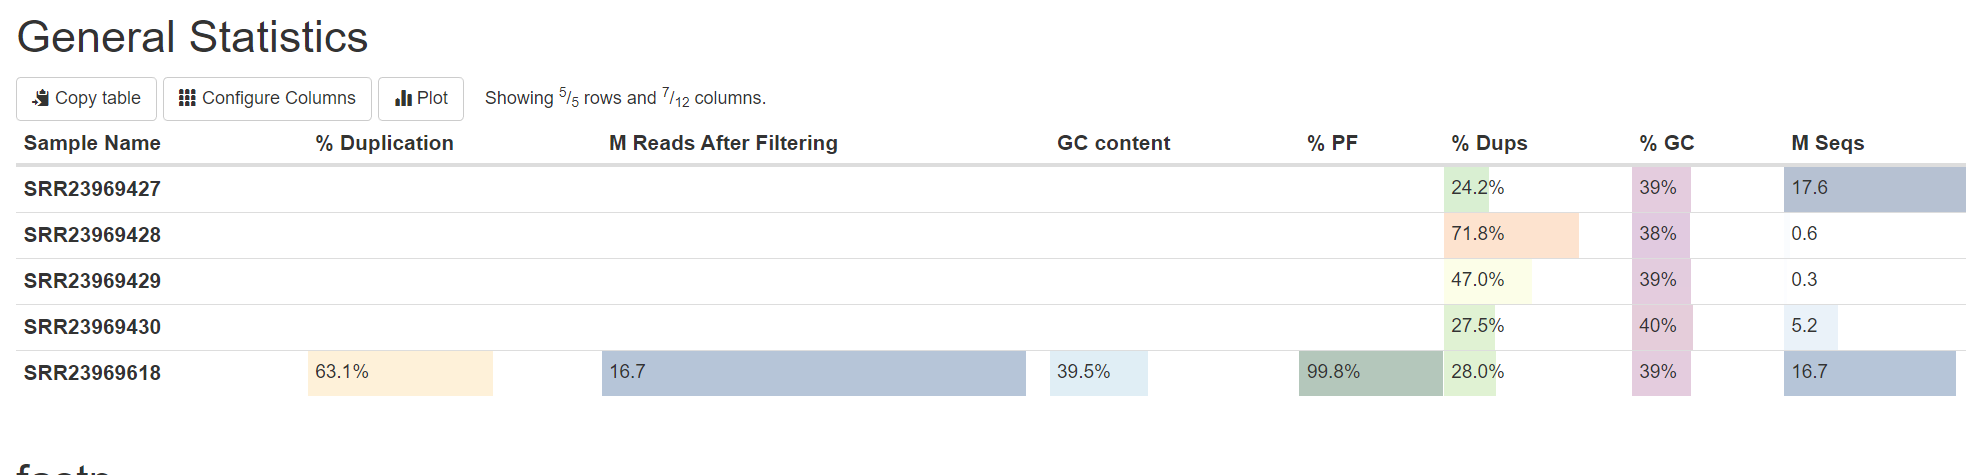 General Statistics
Copy table Configure Columns Plot Showing 5/5 rows and 7/12 columns.
Sample Name % Duplication M Reads After Filtering GC content % PF % Dups % GC M Seqs
SRR23969427 24.2% 39% 17.6
SRR23969428 71.8% 38% 0.6
SRR23969429 47.0% 39% 0.3
SRR23969430 27.5% 40% 5.2
SRR23969618 63.1% 16.7 39.5% 99.8% 28.0% 39% 16.7
fastp